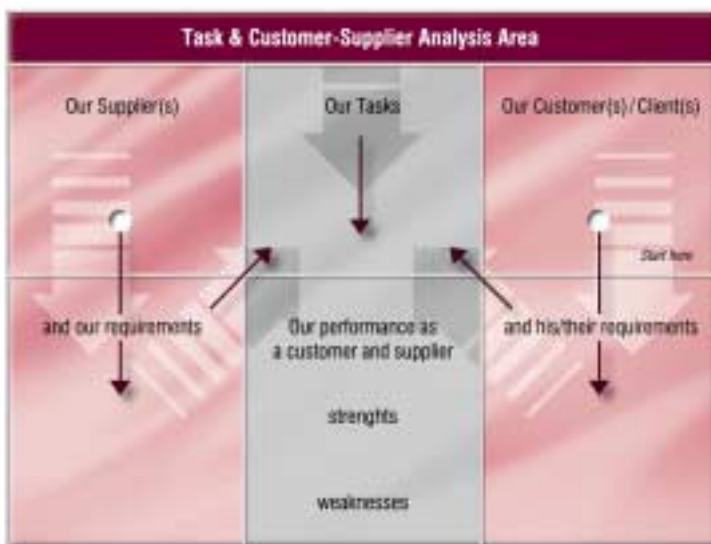 Task & Customer-Supplier Analysis Area
Our Supplier(s)
Our Tasks
Our Customer(s)/Client(s)
Start here
and our requirements
Our performance as
a customer and supplier
and his/their requirements
strenghts
weaknesses